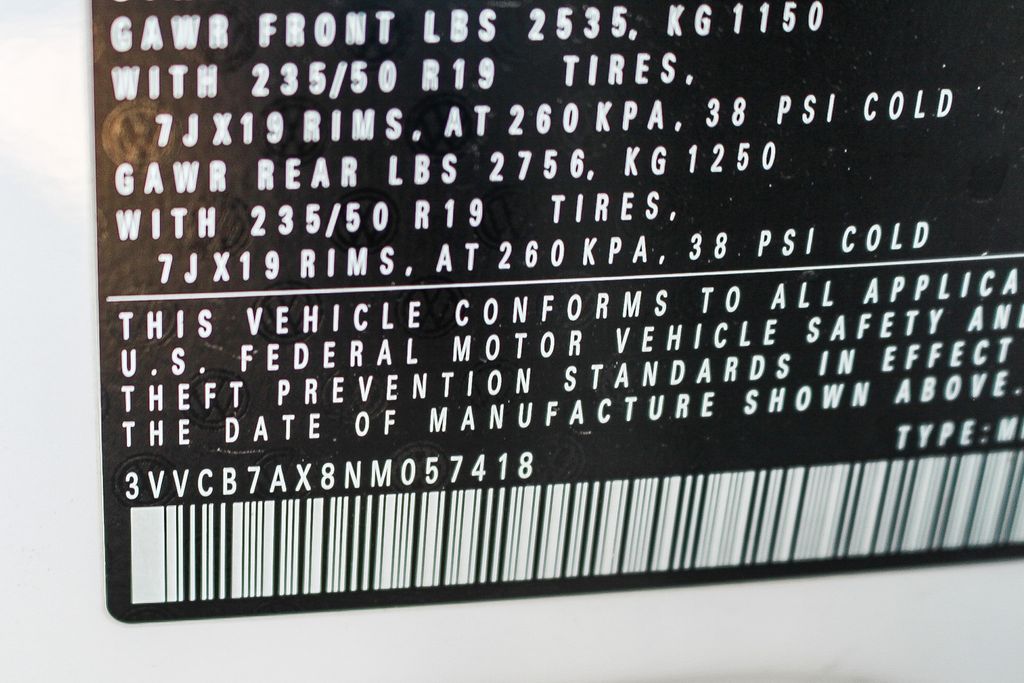 GAWR FRONT LBS 2535, KG 1150
WITH 235/50 R19 TIRES,
7JX19 RIMS, AT 260 KPA, 38 PSI COLD
GAWR REAR LBS 2756, KG 1250
WITH 235/50 R19 TIRES,
7JX19 RIMS, AT 260 KPA, 38 PSI COLD
THIS VEHICLE CONFORMS TO ALL APPLICA
U.S. FEDERAL MOTOR VEHICLE SAFETY AND
THEFT PREVENTION STANDARDS IN EFFECT
THE DATE OF MANUFACTURE SHOWN ABOVE.
TYPE:M
3VVCB7AX8NM057418